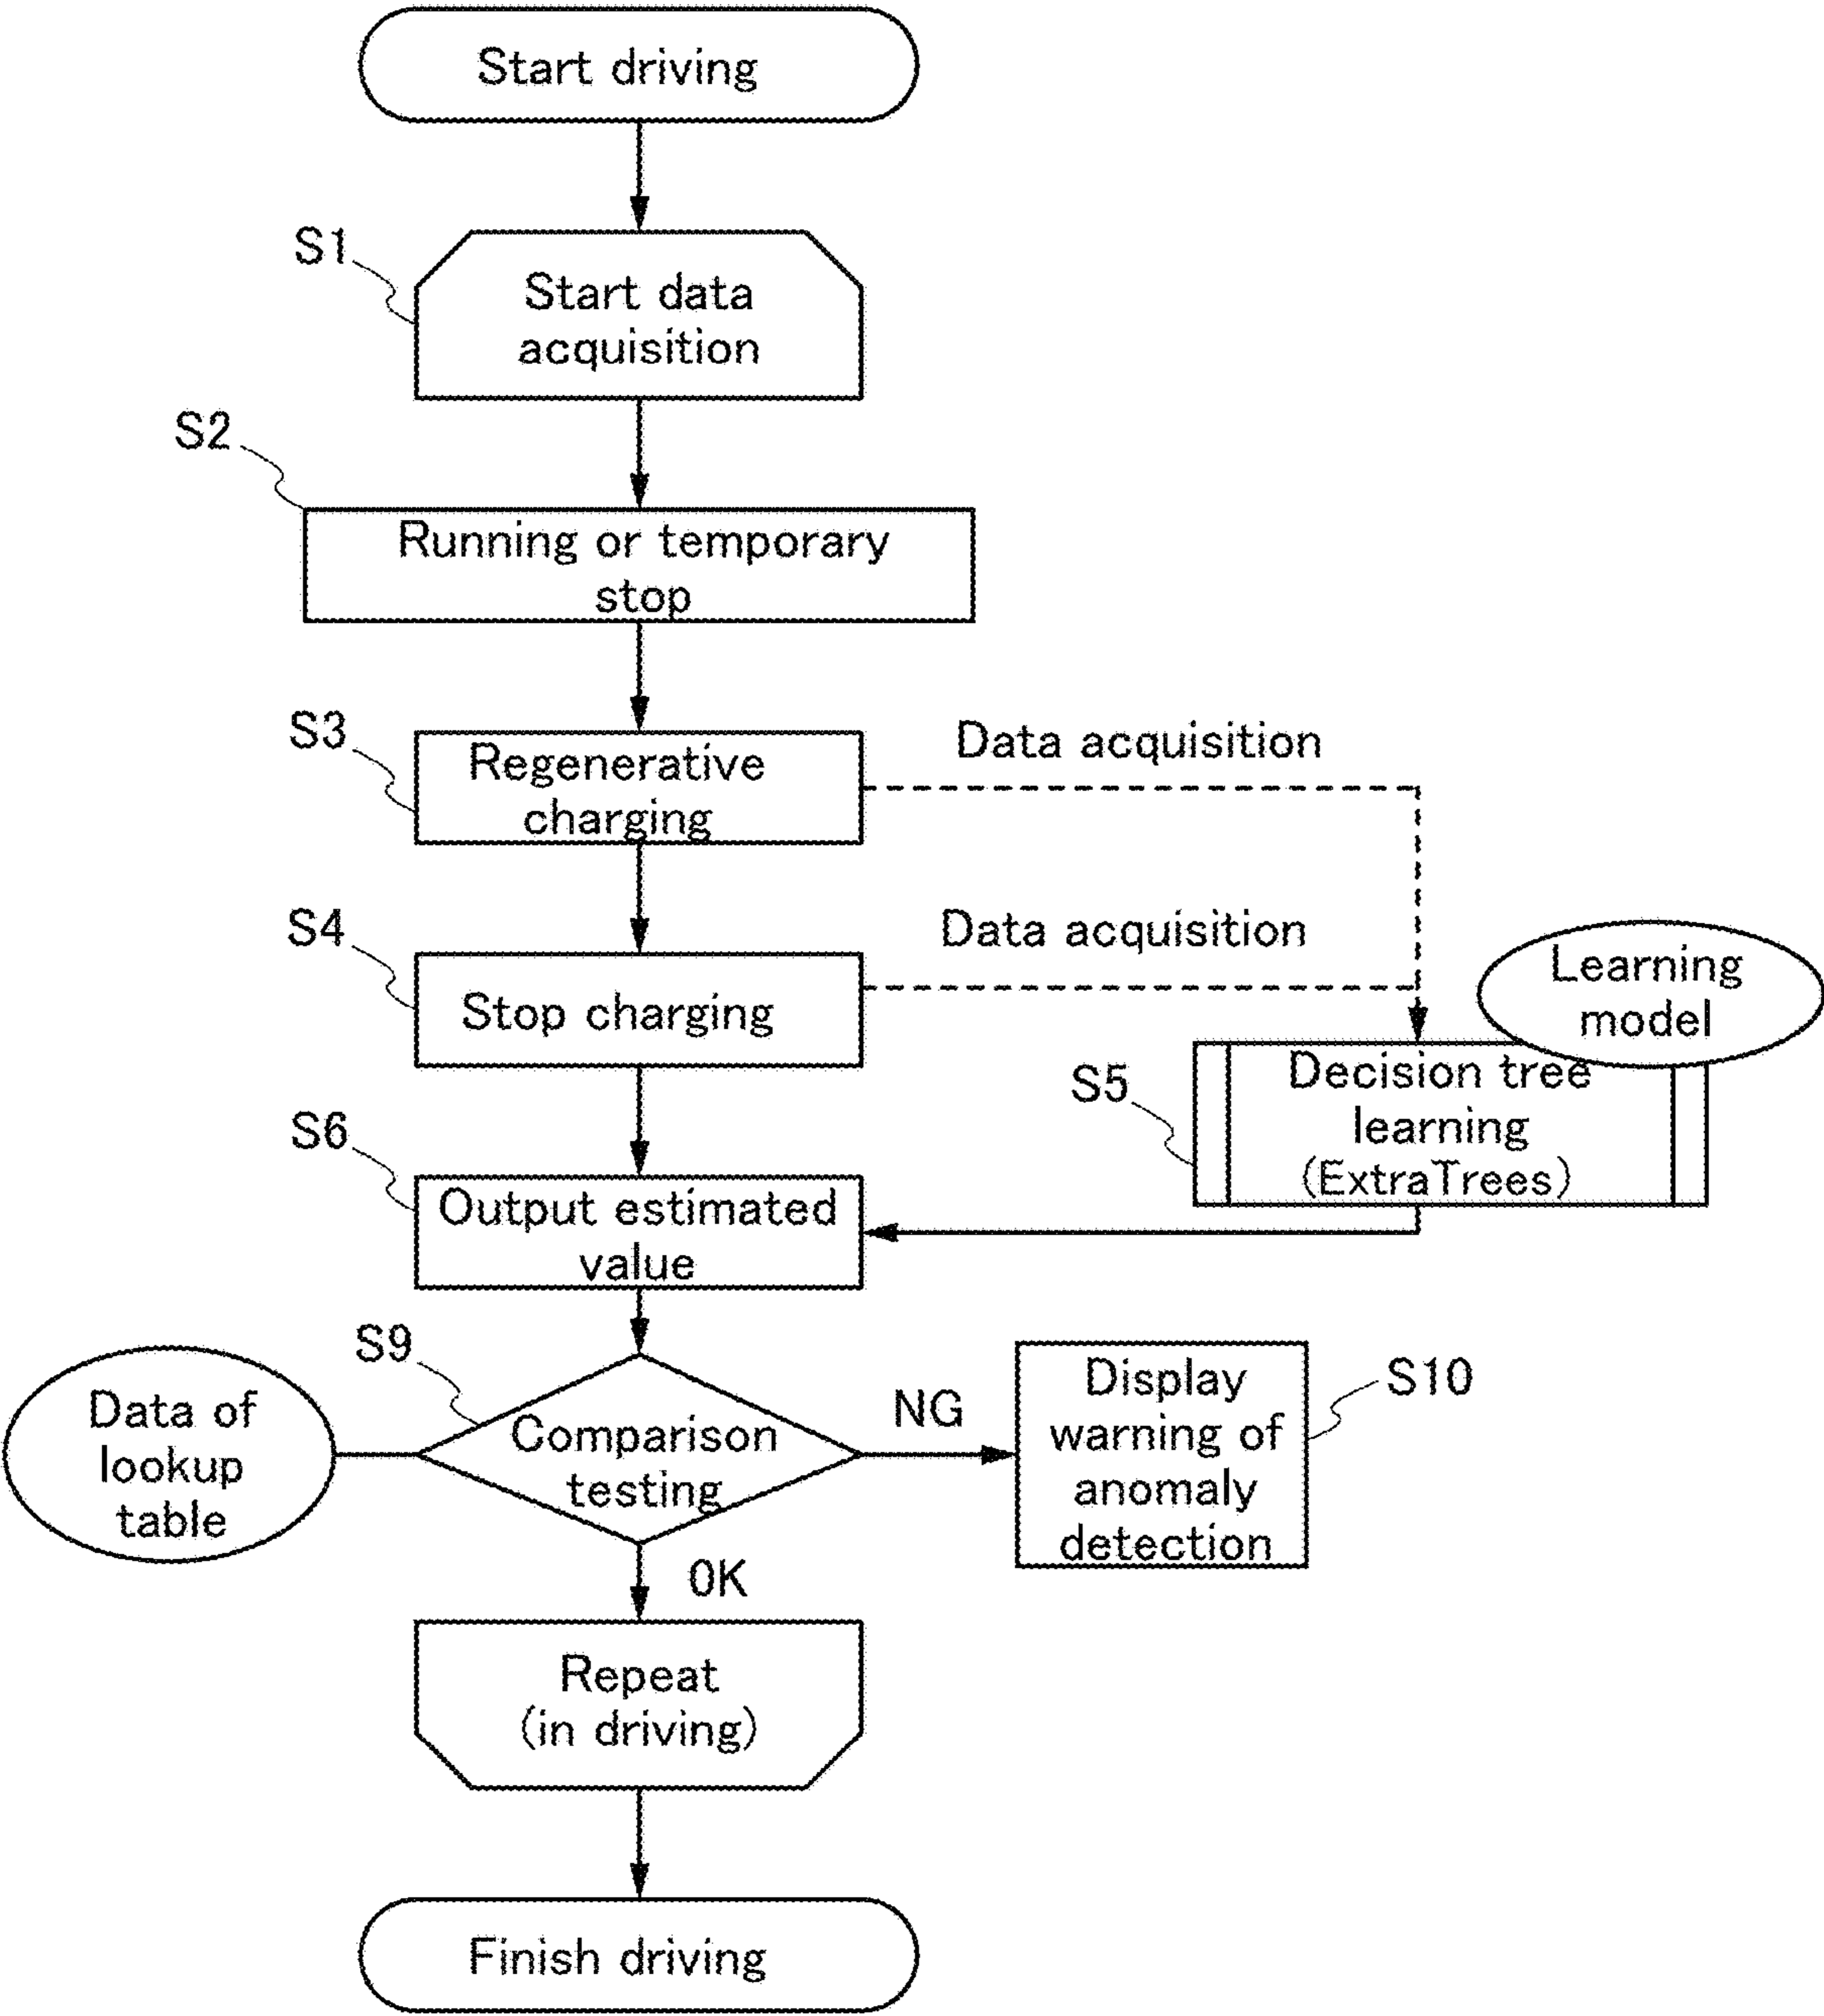 Start driving
S1
Start data
acquisition
S2
Running or temporary
stop
S3
Regenerative
charging
Data acquisition
S4
Stop charging
Data acquisition
Learning
model
S5
Decision tree
learning
(ExtraTrees)
S6
Output estimated
value
S9
Data of
lookup
table
Comparison
testing
NG
Display
warning of
anomaly
detection
S10
OK
Repeat
(in driving)
Finish driving